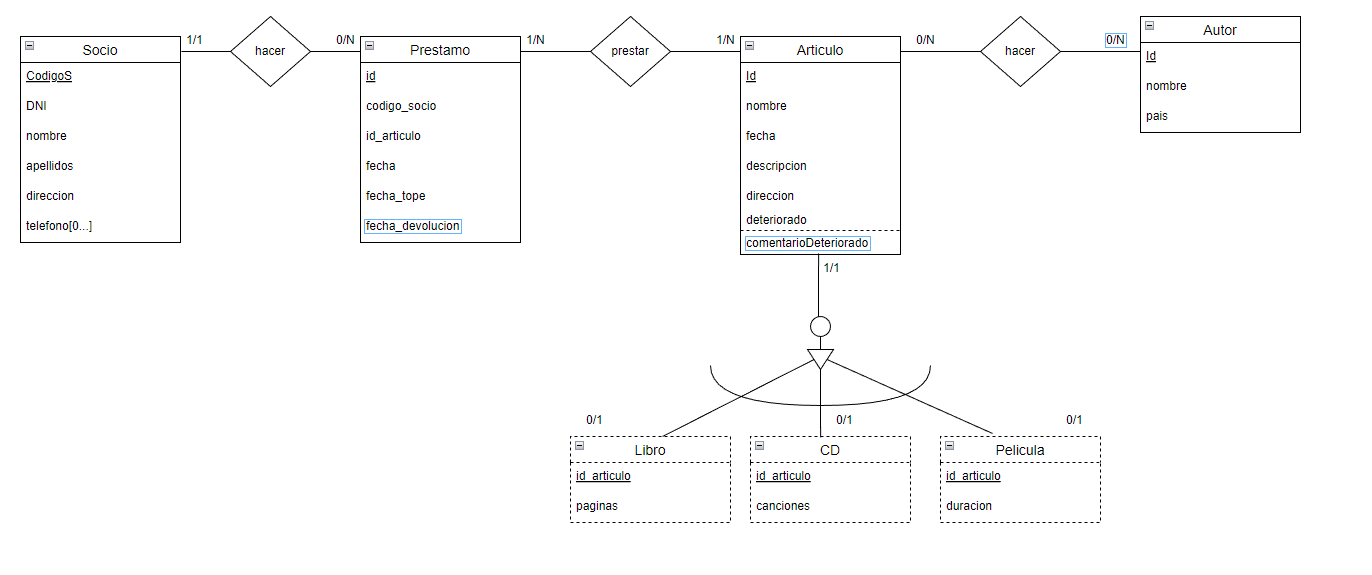 Socio
CodigoS
DNI
nombre
apellidos
direccion
telefono[0...]
1/1
hacer
0/N
Prestamo
id
codigo_socio
id_articulo
fecha
fecha_tope
fecha_devolucion
1/N
prestar
1/N
Articulo
Id
nombre
fecha
descripcion
direccion
deteriorado
comentarioDeteriorado
0/N
hacer
0/N
Autor
Id
nombre
pais
1/1
0/1
0/1
0/1
Libro
id_articulo
paginas
CD
id_articulo
canciones
Pelicula
id_articulo
duracion